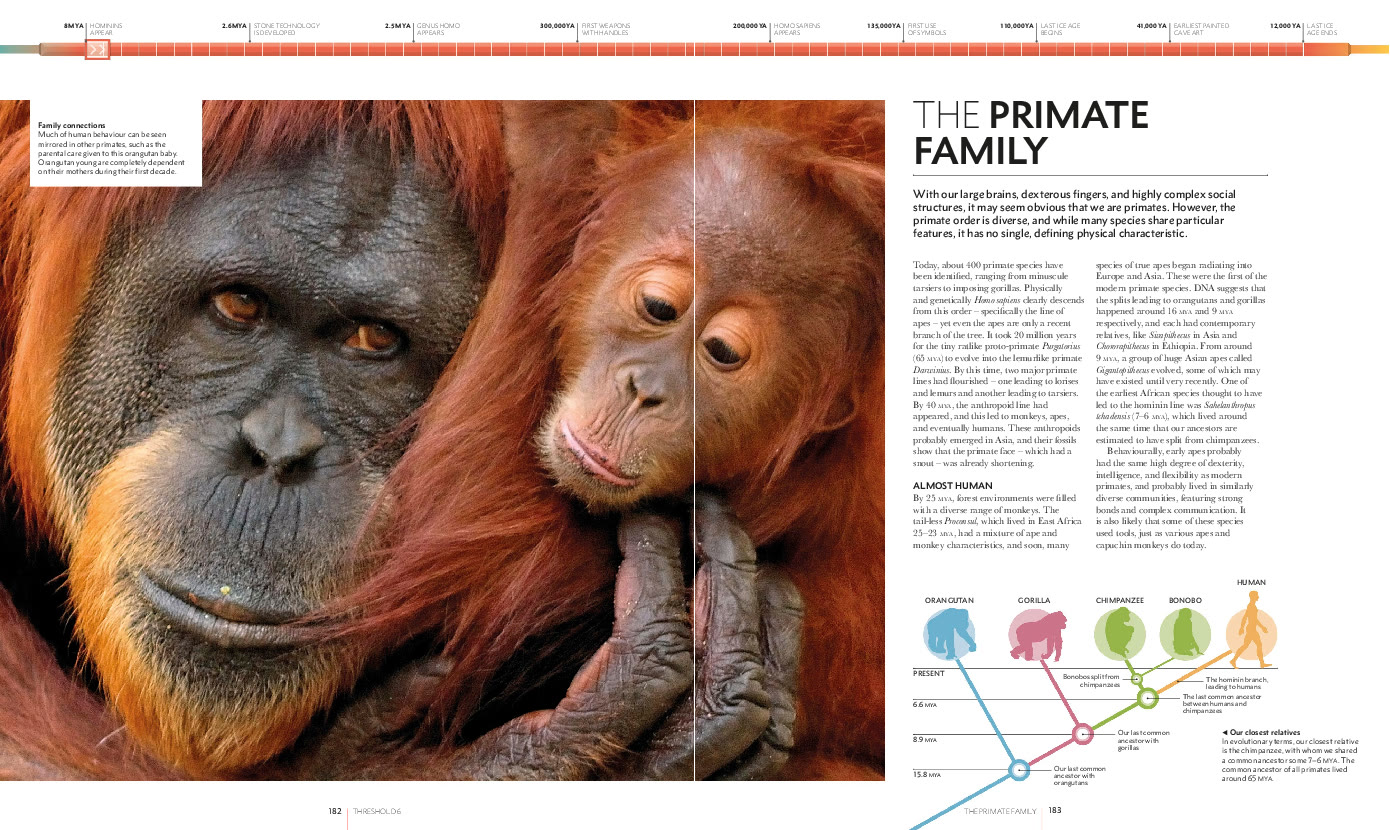 8MYA HOMININS
APPEAR
2.6MYA STONE TECHNOLOGY
IS DEVELOPED
2.5MYA GENUS HOMO
APPEARS
300,000YA FIRST WEAPONS
WITH HANDLES
200,000YA HOMO SAPIENS
APPEARS
135,000YA FIRST USE
OF SYMBOLS
110,000YA LAST ICE AGE
BEGINS
41,000YA EARLIEST PAINTED
CAVE ART
12,000YA LAST ICE
AGE ENDS
Family connections
Much of human behaviour can be seen
mirrored in other primates, such as the
parental care given to this orangutan baby.
Orangutan young are completely dependent
on their mothers during their first decade.
THE PRIMATE
FAMILY
With our large brains, dexterous fingers, and highly complex social
structures, it may seem obvious that we are primates. However, the
primate order is diverse, and while many species share particular
features, it has no single, defining physical characteristic.
Today, about 400 primate species have
been identified, ranging from minuscule
tarsiers to imposing gorillas. Physically
and genetically Homo sapiens clearly descends
from this order – specifically the line of
apes – yet even the apes are only a recent
branch of the tree. It took 20 million years
for the tiny ratlike proto-primate Purgatorius
(65 MYA) to evolve into the lemurlike primate
Darwinius. By this time, two major primate
lines had flourished – one leading to lorises
and lemurs and another leading to tarsiers.
By 40 MYA, the anthropoid line had
appeared, and this led to monkeys, apes,
and eventually humans. These anthropoids
probably emerged in Asia, and their fossils
show that the primate face – which had a
snout – was already shortening.
ALMOST HUMAN
By 25 MYA, forest environments were filled
with a diverse range of monkeys. The
tail-less Proconsul, which lived in East Africa
25–23 MYA, had a mixture of ape and
monkey characteristics, and soon, many
species of true apes began radiating into
Europe and Asia. These were the first of the
modern primate species. DNA suggests that
the splits leading to orangutans and gorillas
happened around 16 MYA and 9 MYA
respectively, and each had contemporary
relatives, like Sivapithecus in Asia and
Chororapithecus in Ethiopia. From around
9 MYA, a group of huge Asian apes called
Gigantopithecus evolved, some of which may
have existed until very recently. One of
the earliest African species thought to have
led to the hominin line was Sahelanthropus
tchadensis (7–6 MYA), which lived around
the same time that our ancestors are
estimated to have split from chimpanzees.
Behaviourally, early apes probably
had the same high degree of dexterity,
intelligence, and flexibility as modern
primates, and probably lived in similarly
diverse communities, featuring strong
bonds and complex communication. It
is also likely that some of these species
used tools, just as various apes and
capuchin monkeys do today.
ORANGUTAN
GORILLA
CHIMPANZEE
BONOBO
HUMAN
PRESENT
6.6 MYA
8.9 MYA
15.8 MYA
Bonobos split from
chimpanzees
The hominin branch,
leading to humans
The last common ancestor
between humans and
chimpanzees
Our last common
ancestor with
gorillas
Our last common
ancestor with
orangutans
◀ Our closest relatives
In evolutionary terms, our closest relative
is the chimpanzee, with whom we shared
a common ancestor some 7–6 MYA. The
common ancestor of all primates lived
around 65 MYA.
182 THRESHOLD 6
THE PRIMATE FAMILY 183